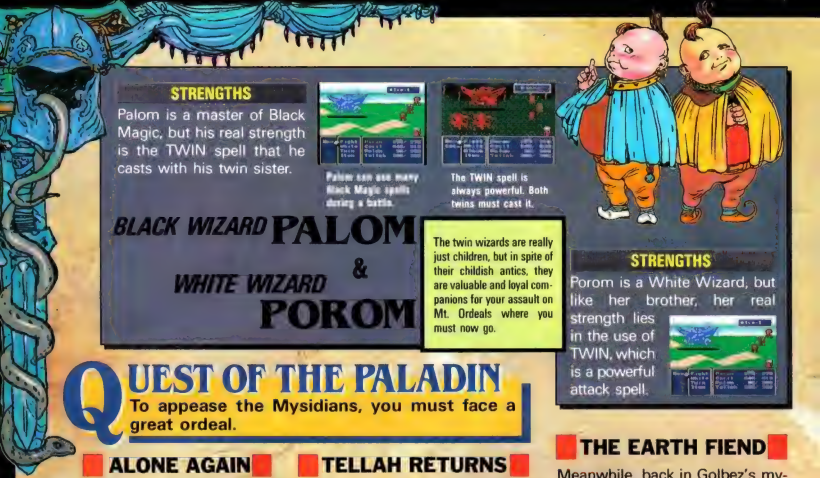 STRENGTHS
Palom is a master of Black
Magic, but his real strength
is the TWIN spell that he
casts with his twin sister.
Palom can use many
Black Magic spells
during a battle.
The TWIN spell is
always powerful. Both
twins must cast it.
BLACK WIZARD PALOM
&
WHITE WIZARD
POROM
The twin wizards are really
just children, but in spite of
their childish antics, they
are valuable and loyal com-
panions for your assault on
Mt. Ordeals where you
must now go.
STRENGTHS
Porom is a White Wizard, but
like her brother, her real
strength lies
in the use of
TWIN, which
is a powerful
attack spell.
QUEST OF THE PALADIN
To appease the Mysidians, you must face a
great ordeal.
ALONE AGAIN
TELLAH RETURNS
THE EARTH FIEND
Meanwhile, back in Golbez's my-